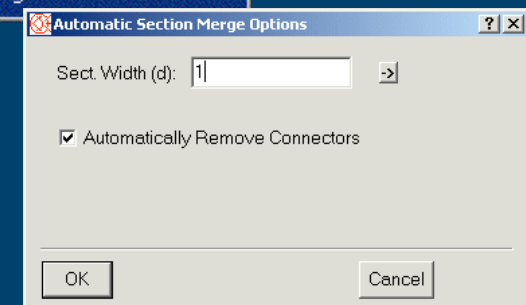 Automatic Section Merge Options
Sect. Width (d): 1
->
Automatically Remove Connectors
OK
Cancel